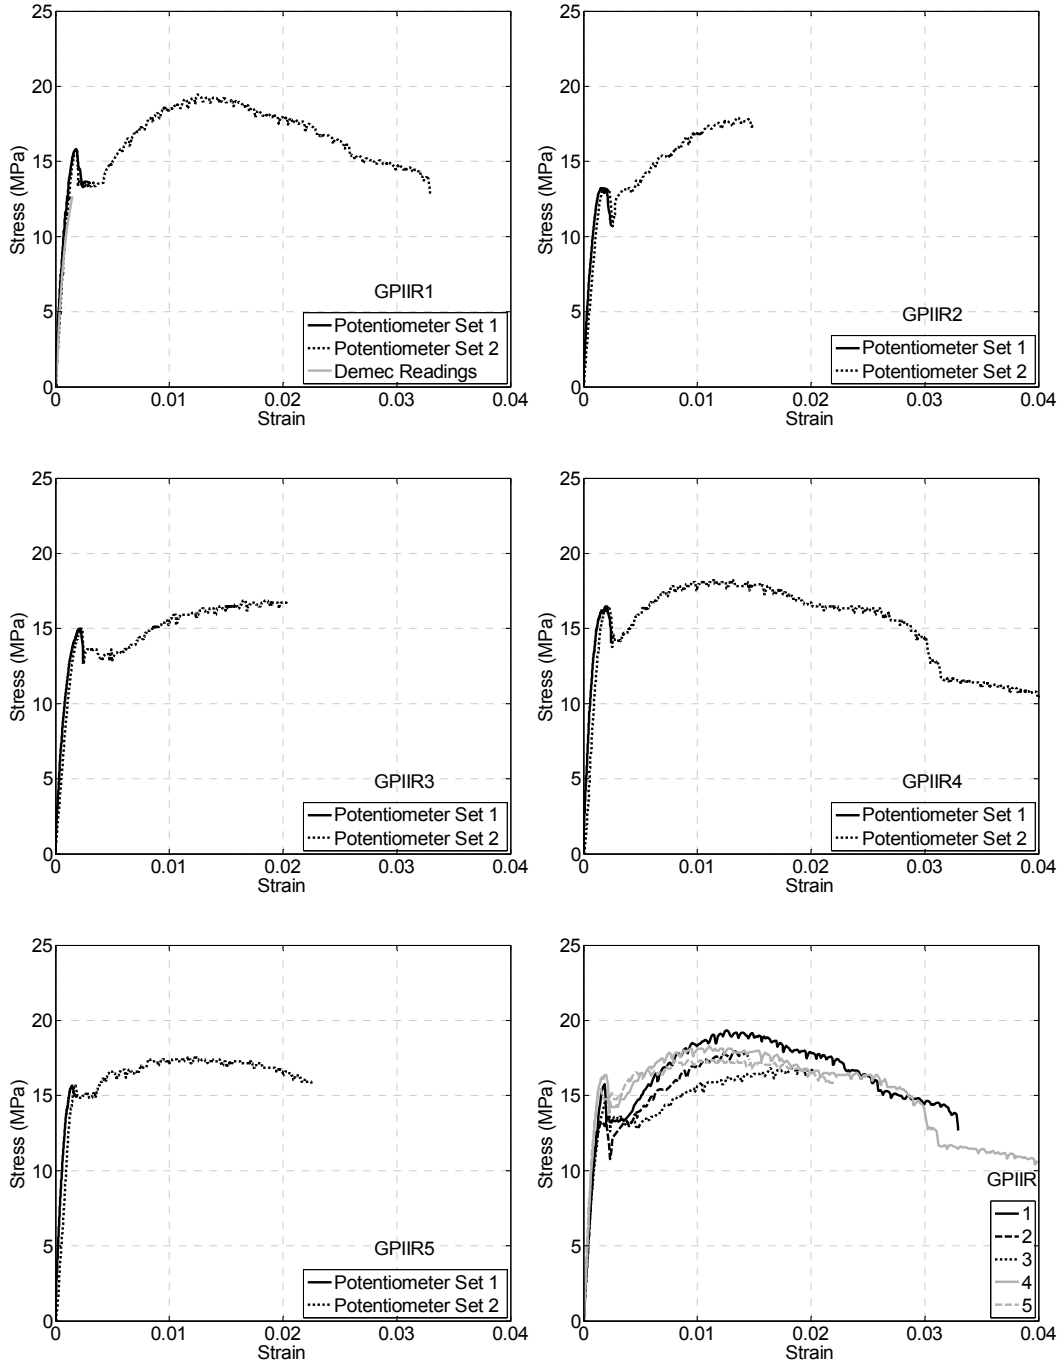 25
20
15
10
5
0
Stress (MPa)
GPIIR1
Potentiometer Set 1
Potentiometer Set 2
Demec Readings
0 0.01 0.02 0.03 0.04
Strain
25
20
15
10
5
0
Stress (MPa)
GPIIR2
Potentiometer Set 1
Potentiometer Set 2
0 0.01 0.02 0.03 0.04
Strain
25
20
15
10
5
0
Stress (MPa)
GPIIR3
Potentiometer Set 1
Potentiometer Set 2
0 0.01 0.02 0.03 0.04
Strain
25
20
15
10
5
0
Stress (MPa)
GPIIR4
Potentiometer Set 1
Potentiometer Set 2
0 0.01 0.02 0.03 0.04
Strain
25
20
15
10
5
0
Stress (MPa)
GPIIR5
Potentiometer Set 1
Potentiometer Set 2
0 0.01 0.02 0.03 0.04
Strain
25
20
15
10
5
0
Stress (MPa)
GPIIR
1
2
3
4
5
0 0.01 0.02 0.03 0.04
Strain